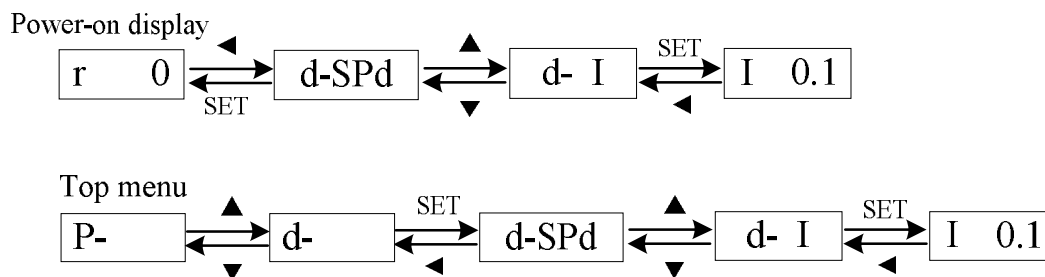 Power-on display
◄ ▲ SET
r 0 d-SPd d- I I 0.1
SET ▼ ◄
Top menu
▲ SET ▲ SET
P- d- d-SPd d- I I 0.1
▼ ◄ ▼ ◄